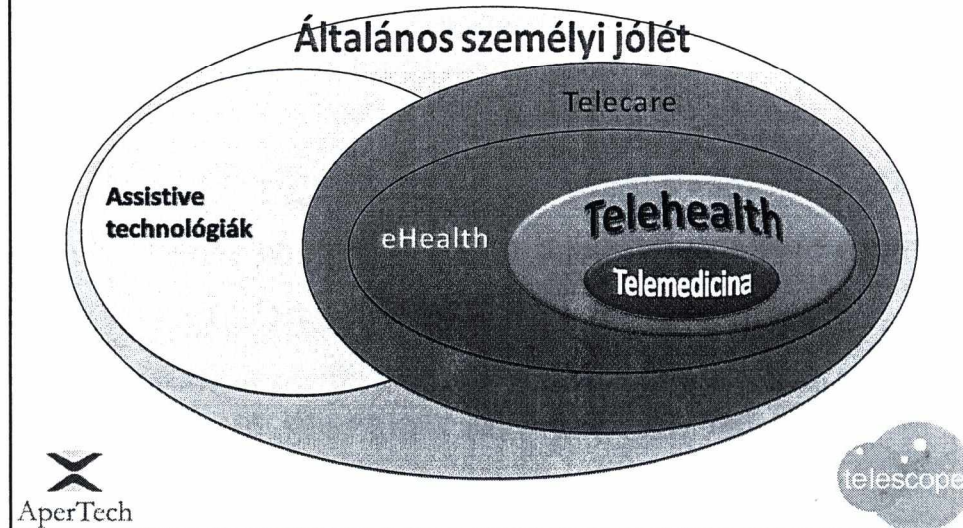 Általános személyi jólét
Telecare
Assistive
technológiák
eHealth
Telehealth
Telemedicina
AperTech
telescope